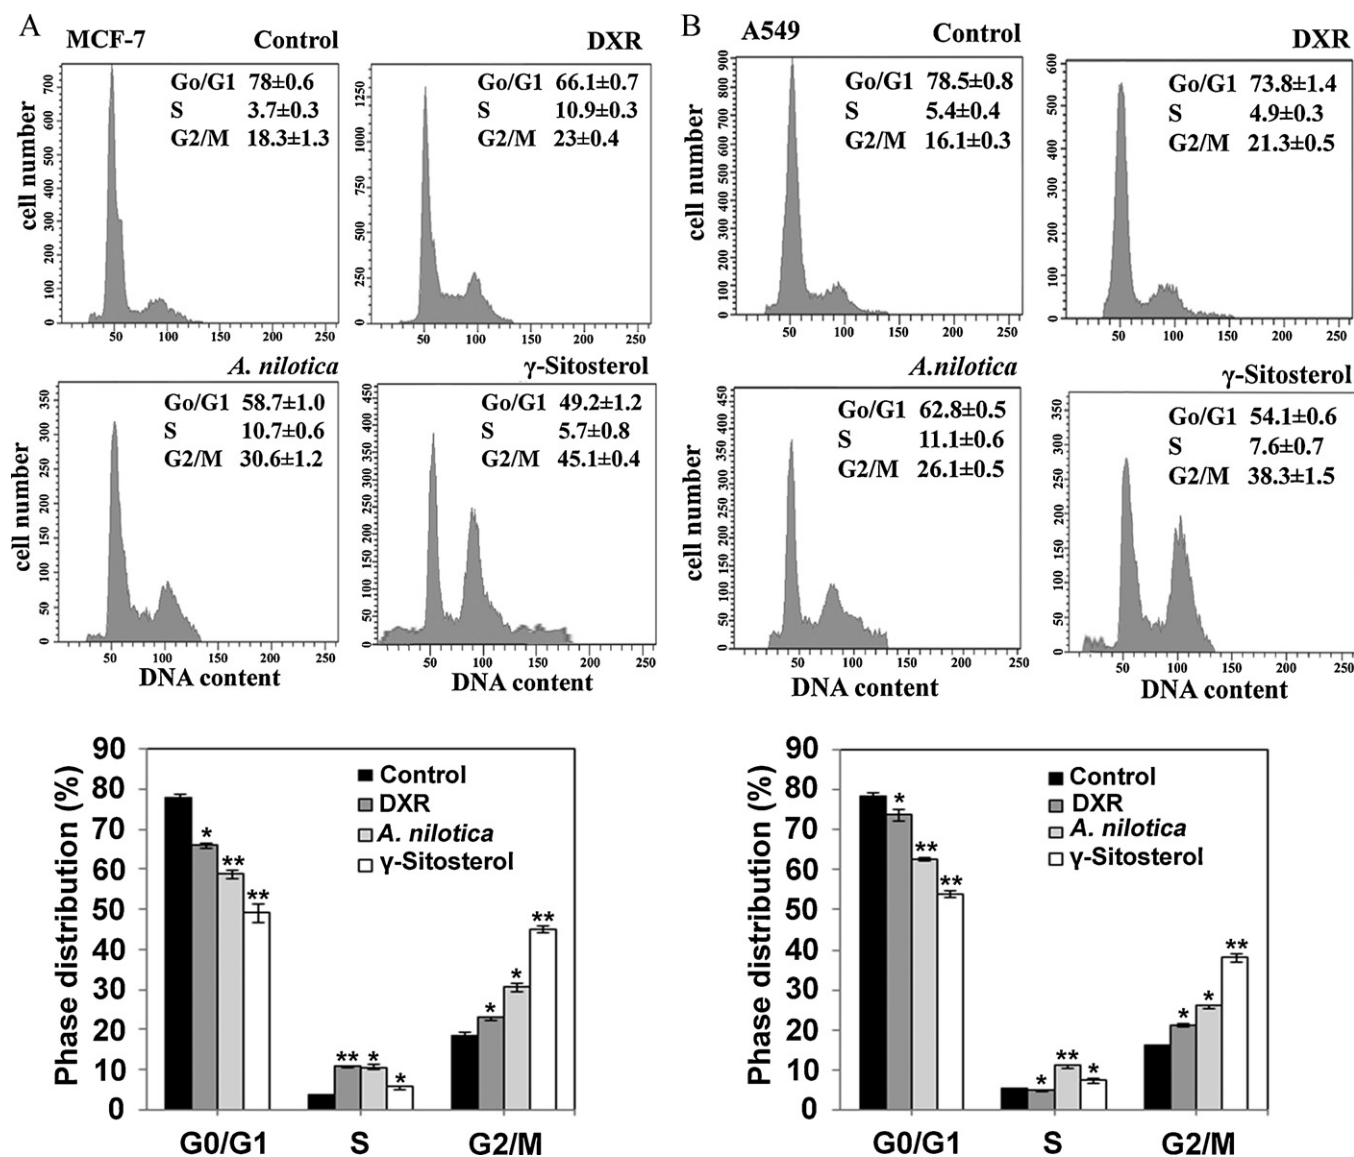 A
MCF-7 Control
Go/G1 78±0.6
S 3.7±0.3
G2/M 18.3±1.3
cell number
0 100 200 300 400 500 600 700
50 100 150 200 250
DXR
Go/G1 66.1±0.7
S 10.9±0.3
G2/M 23±0.4
0 250 500 750 1000 1250
50 100 150 200 250
A. nilotica
Go/G1 58.7±1.0
S 10.7±0.6
G2/M 30.6±1.2
cell number
0 50 100 150 200 250 300 350
50 100 150 200 250
DNA content
γ-Sitosterol
Go/G1 49.2±1.2
S 5.7±0.8
G2/M 45.1±0.4
0 50 100 150 200 250 300 350 400 450
50 100 150 200 250
DNA content
B
A549 Control
Go/G1 78.5±0.8
S 5.4±0.4
G2/M 16.1±0.3
cell number
0 100 200 300 400 500 600 700 800 900
50 100 150 200 250
DXR
Go/G1 73.8±1.4
S 4.9±0.3
G2/M 21.3±0.5
0 100 200 300 400 500 600
50 100 150 200 250
A.nilotica
Go/G1 62.8±0.5
S 11.1±0.6
G2/M 26.1±0.5
cell number
0 50 100 150 200 250 300 350 400 450
50 100 150 200 250
DNA content
γ-Sitosterol
Go/G1 54.1±0.6
S 7.6±0.7
G2/M 38.3±1.5
0 50 100 150 200 250 300 350
50 100 150 200 250
DNA content
Phase distribution (%)
90
80
70
60
50
40
30
20
10
0
Control
DXR
A. nilotica
γ-Sitosterol
* ** **
** * *
* * **
G0/G1 S G2/M
Phase distribution (%)
90
80
70
60
50
40
30
20
10
0
Control
DXR
A. nilotica
γ-Sitosterol
* ** **
* ** *
* * **
G0/G1 S G2/M